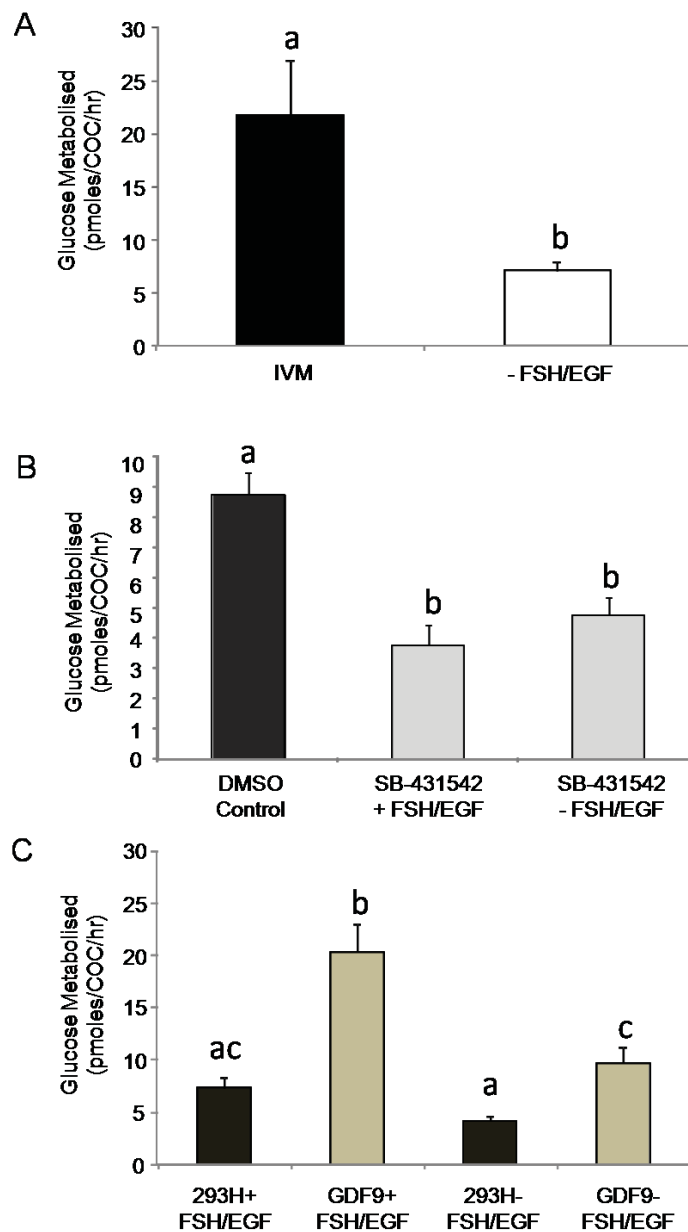 A
Glucose Metabolised
(pmoles/COC/hr)
30
25
20
15
10
5
0
a
b
IVM
- FSH/EGF
B
Glucose Metabolised
(pmoles/COC/hr)
10
9
8
7
6
5
4
3
2
1
0
a
b
b
DMSO
Control
SB-431542
+ FSH/EGF
SB-431542
- FSH/EGF
C
Glucose Metabolised
(pmoles/COC/hr)
30
25
20
15
10
5
0
ac
b
a
c
293H+
FSH/EGF
GDF9+
FSH/EGF
293H-
FSH/EGF
GDF9-
FSH/EGF